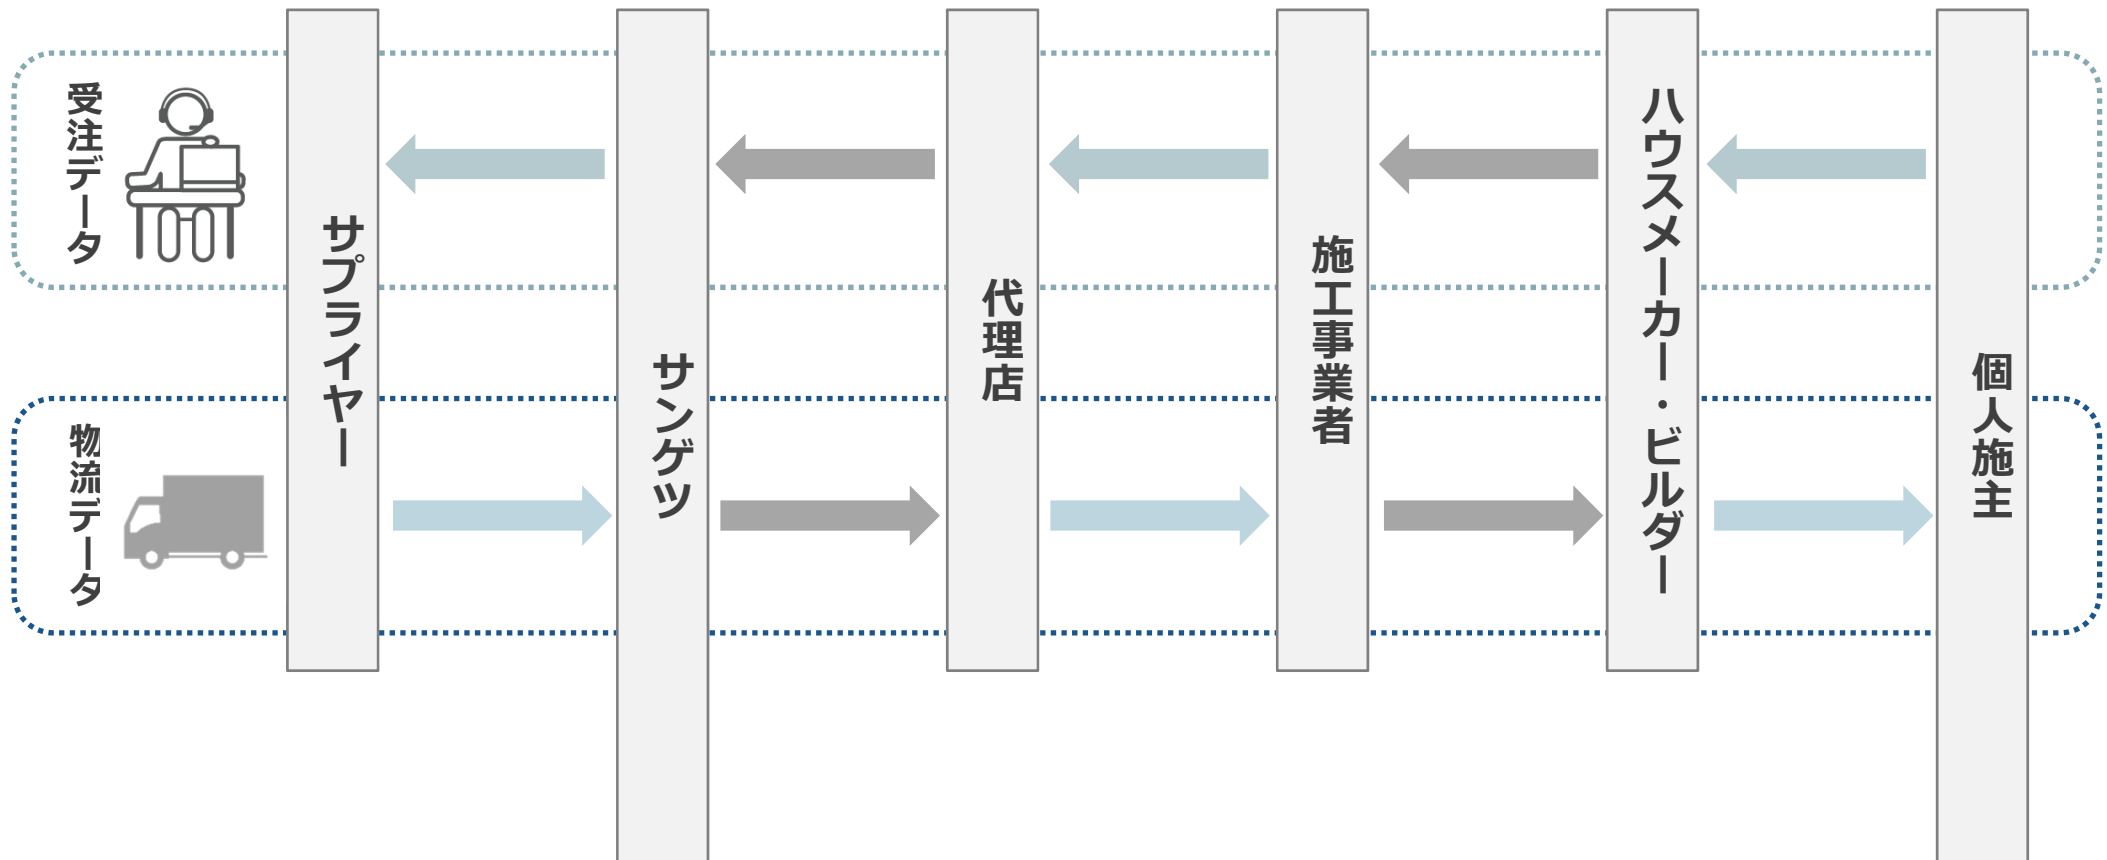 受注データ
物流データ
サプライヤー
サンゲツ
代理店
施工事業者
ハウスメーカー・ビルダー
個人施主